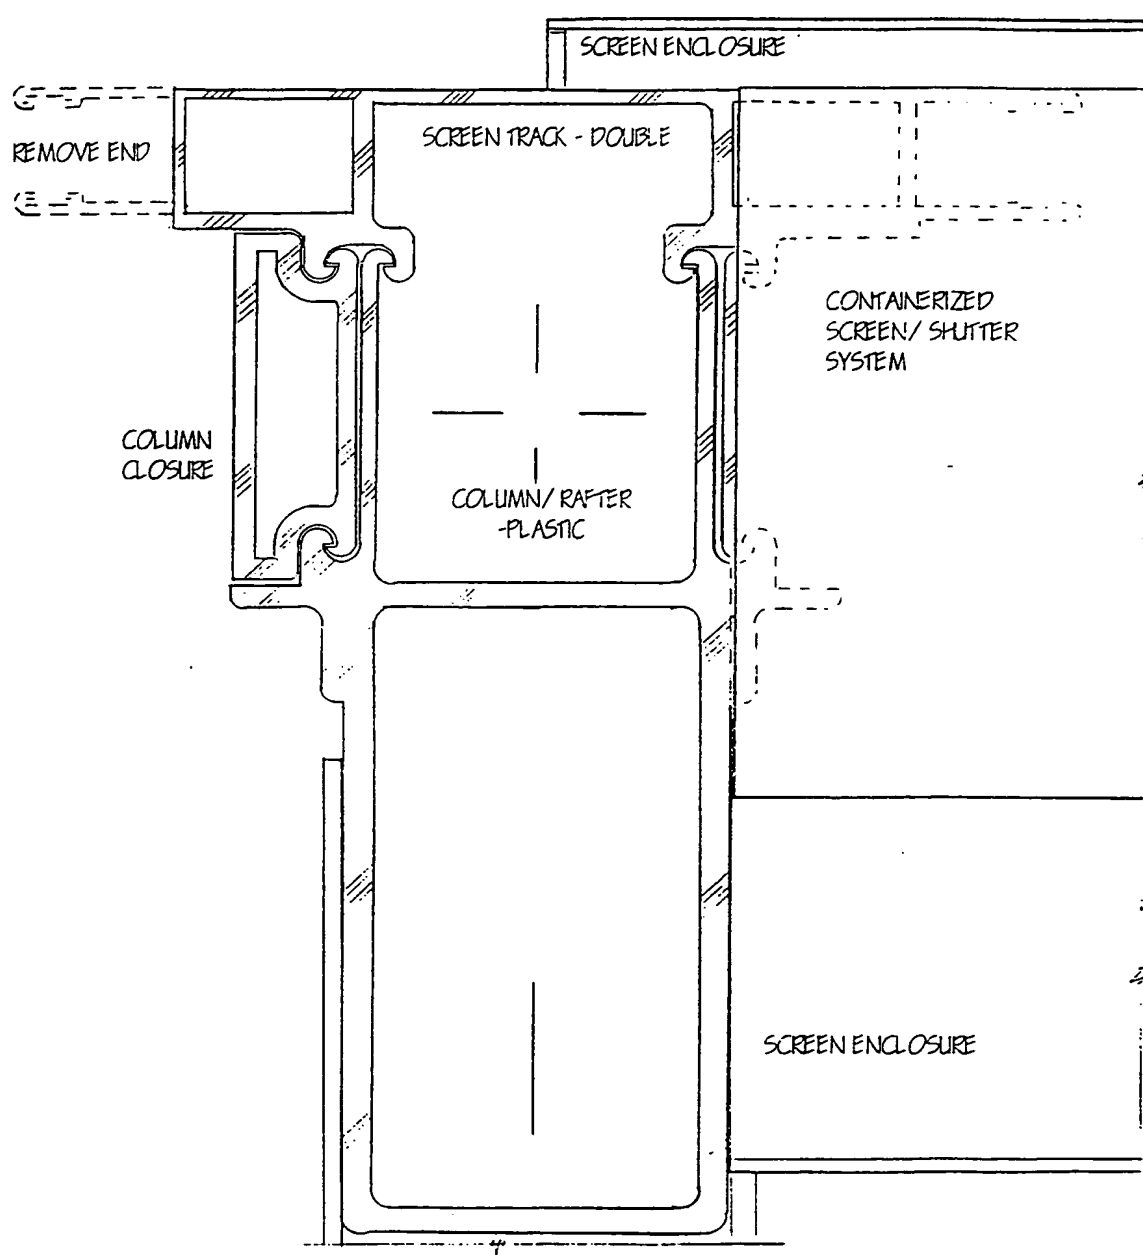 SCREEN ENCLOSURE
SCREEN TRACK - DOUBLE
REMOVE END
CONTAINERIZED
SCREEN/ SHUTTER
SYSTEM
COLUMN
CLOSURE
COLUMN/ RAFTER
-PLASTIC
SCREEN ENCLOSURE